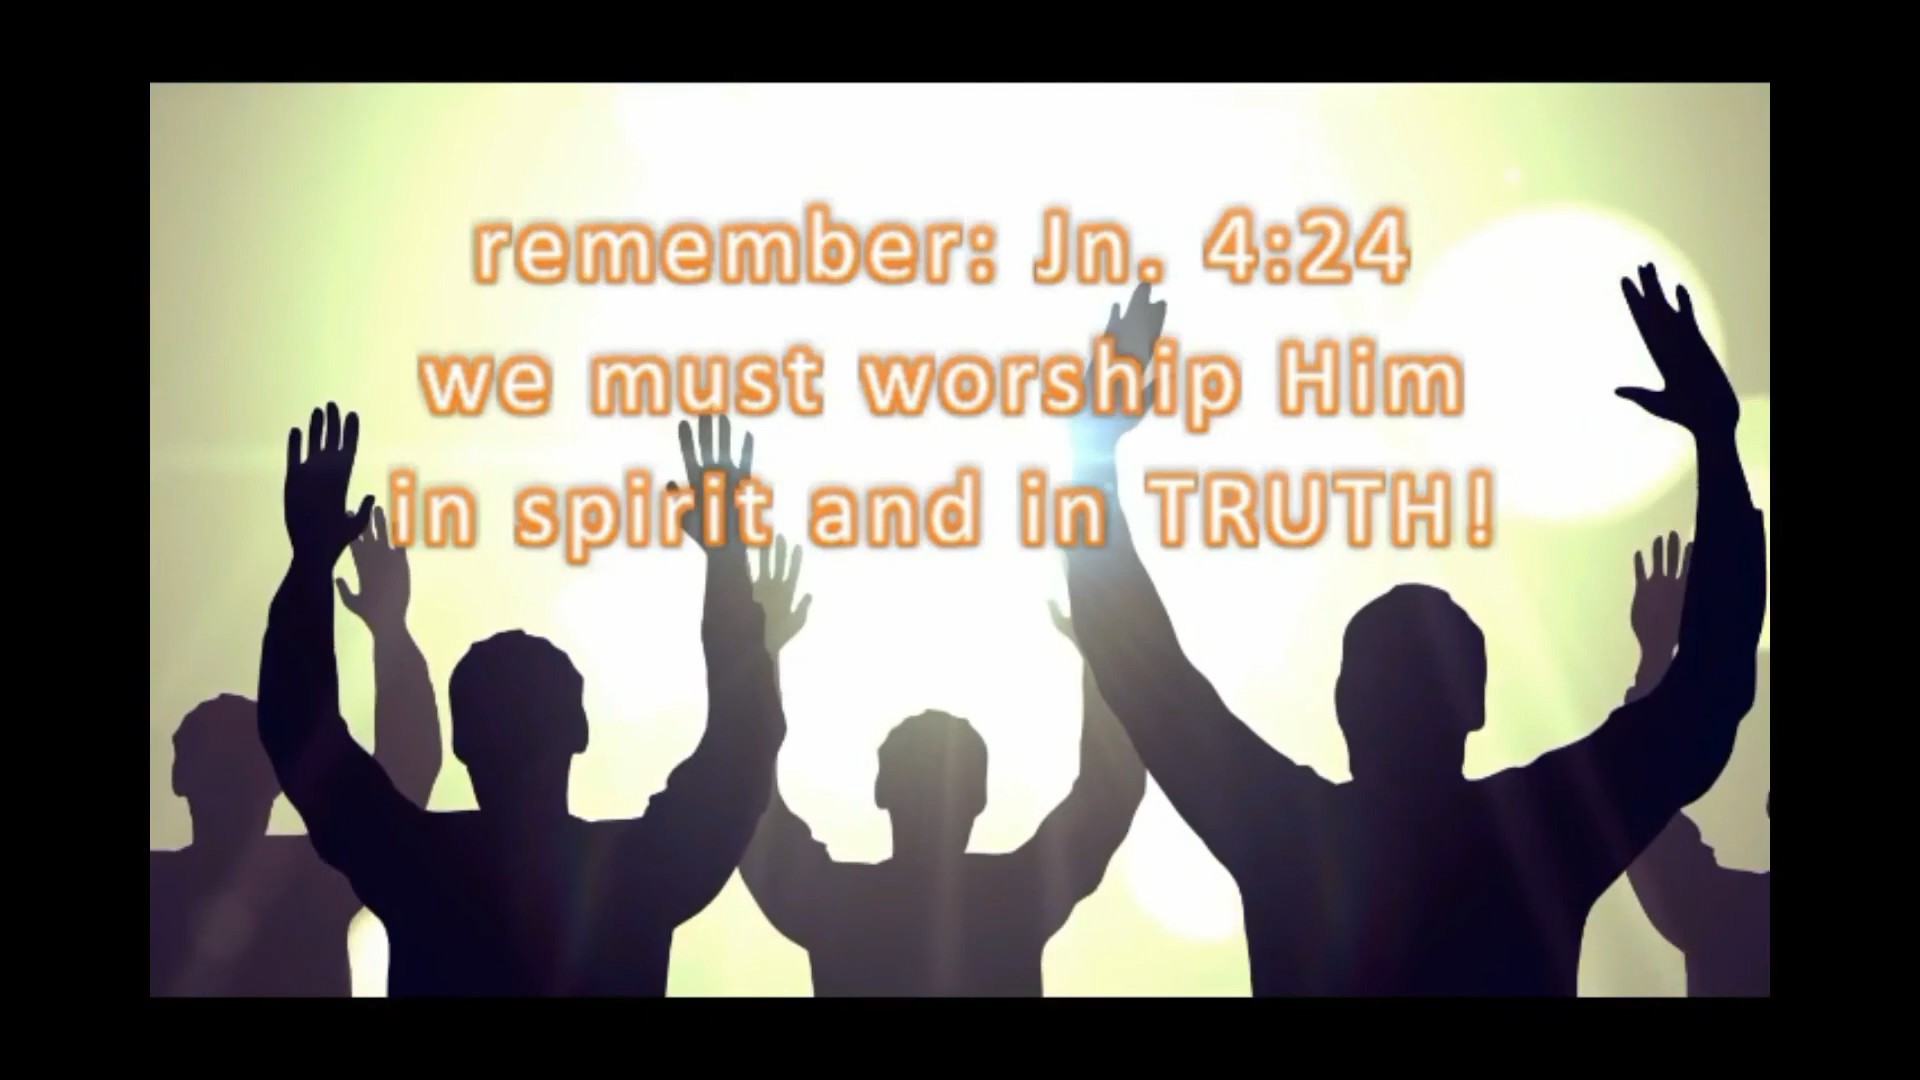 remember: Jn. 4:24
we must worship Him
in spirit and in TRUTH!